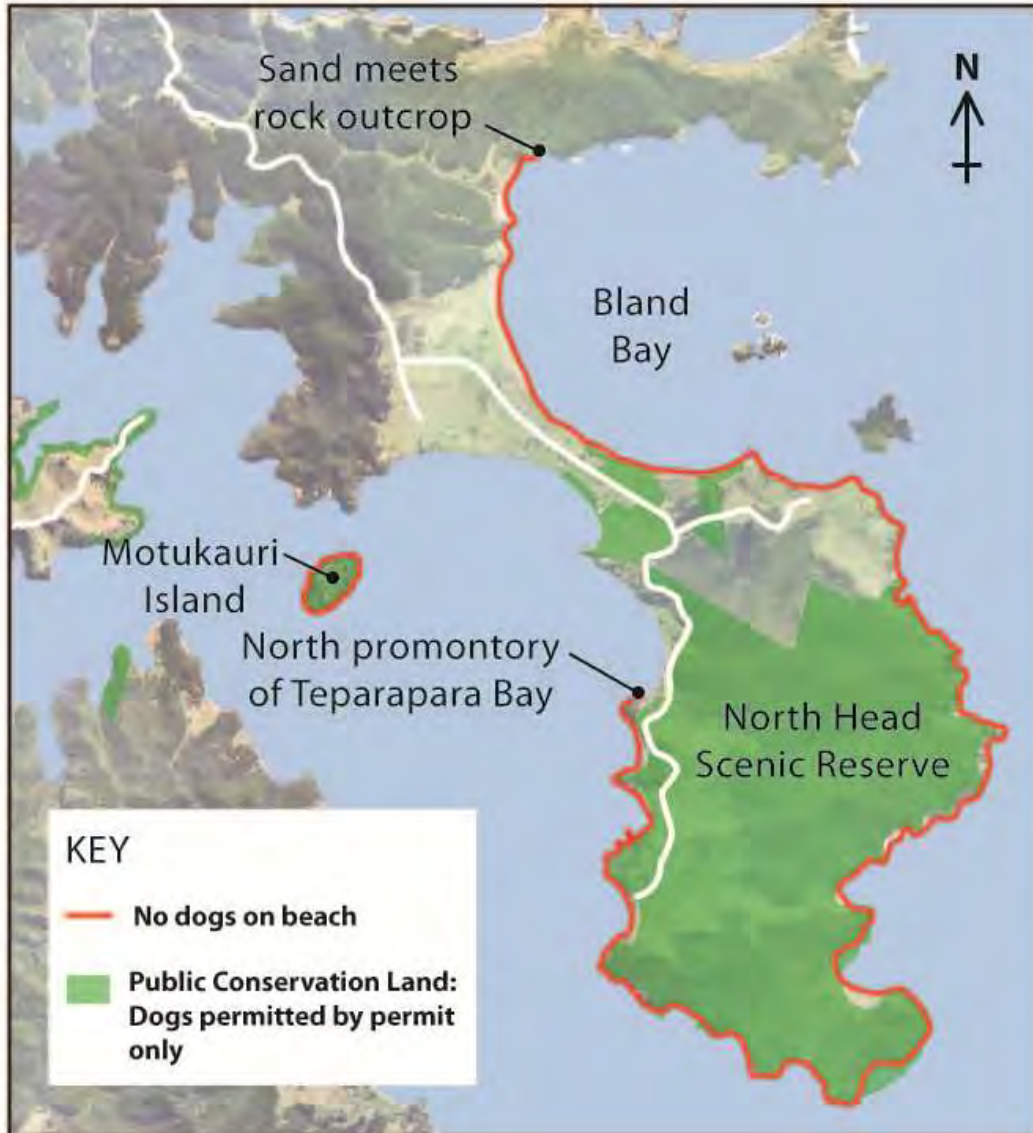 Sand meets
rock outcrop
N
Bland
Bay
Motukauri
Island
North promontory
of Teparapara Bay
North Head
Scenic Reserve
KEY
No dogs on beach
Public Conservation Land:
Dogs permitted by permit
only